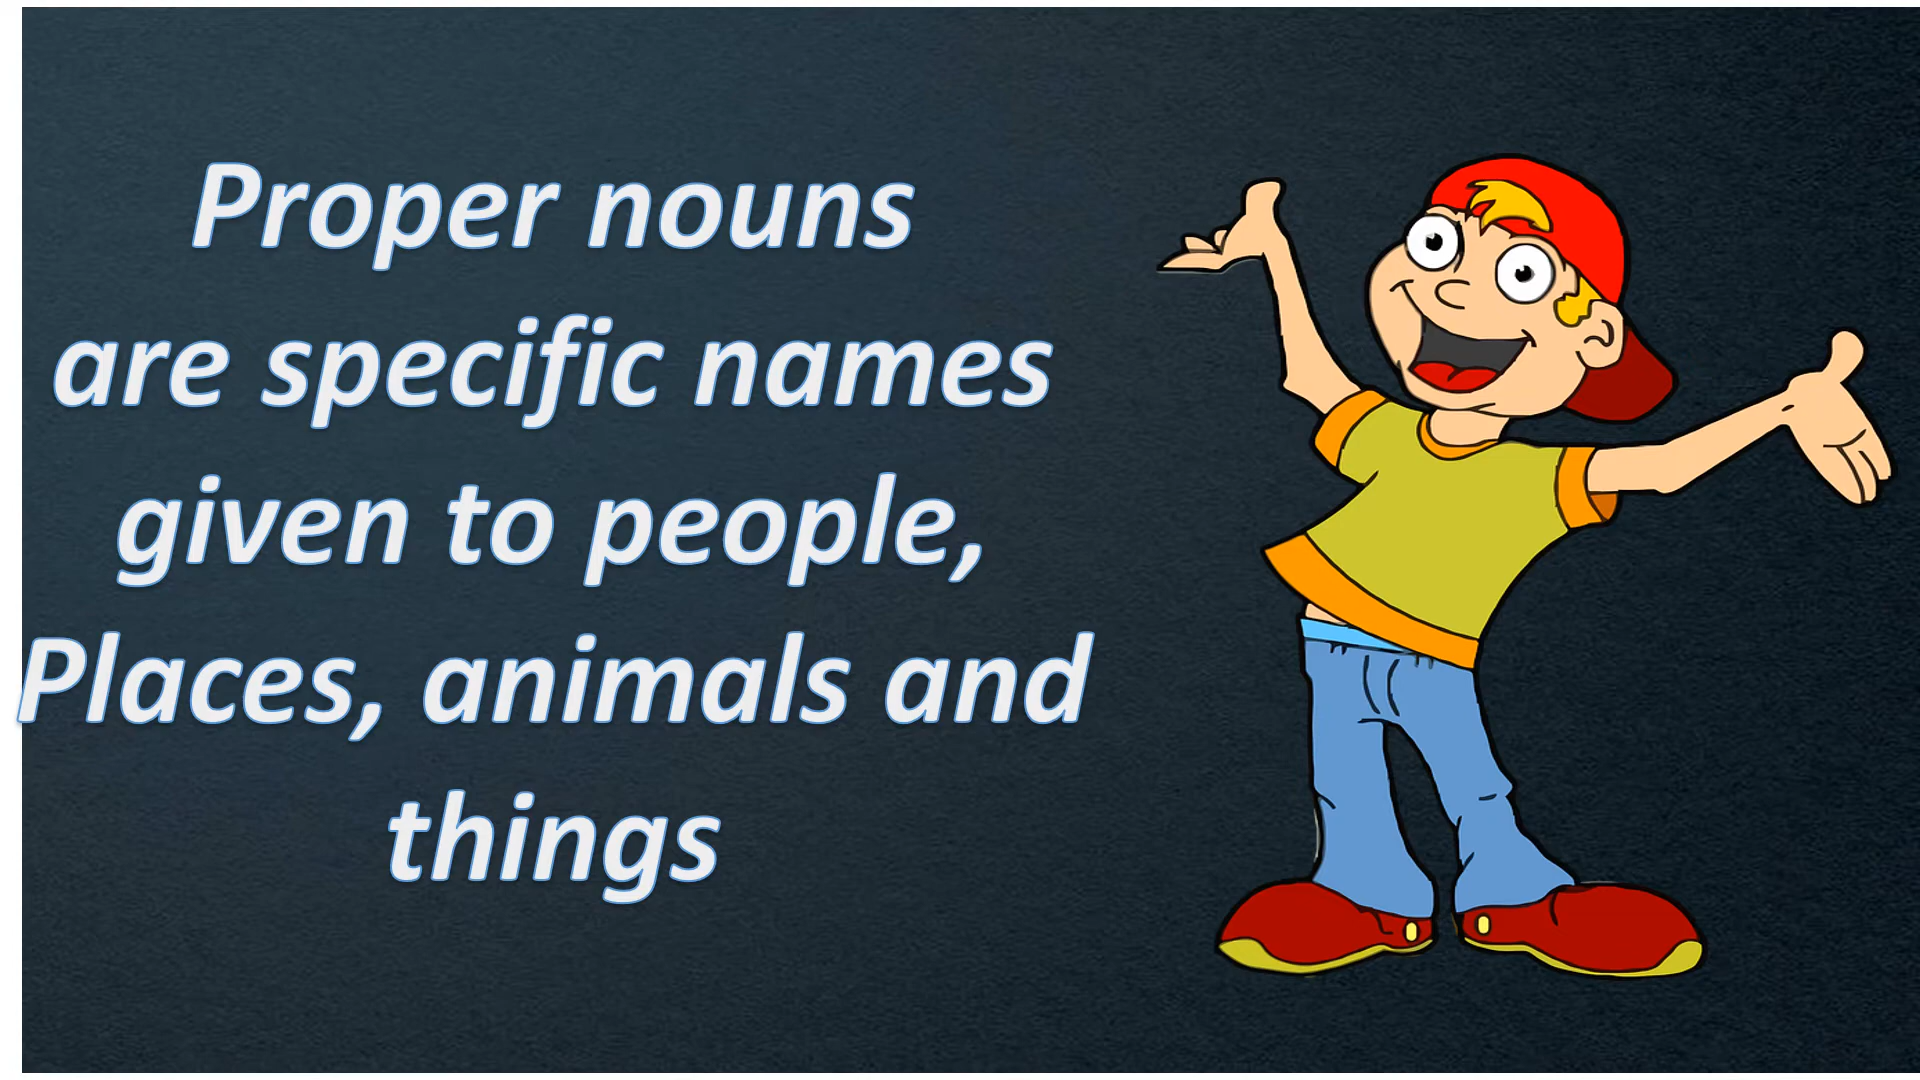 Proper nouns
are specific names
given to people,
Places, animals and
things